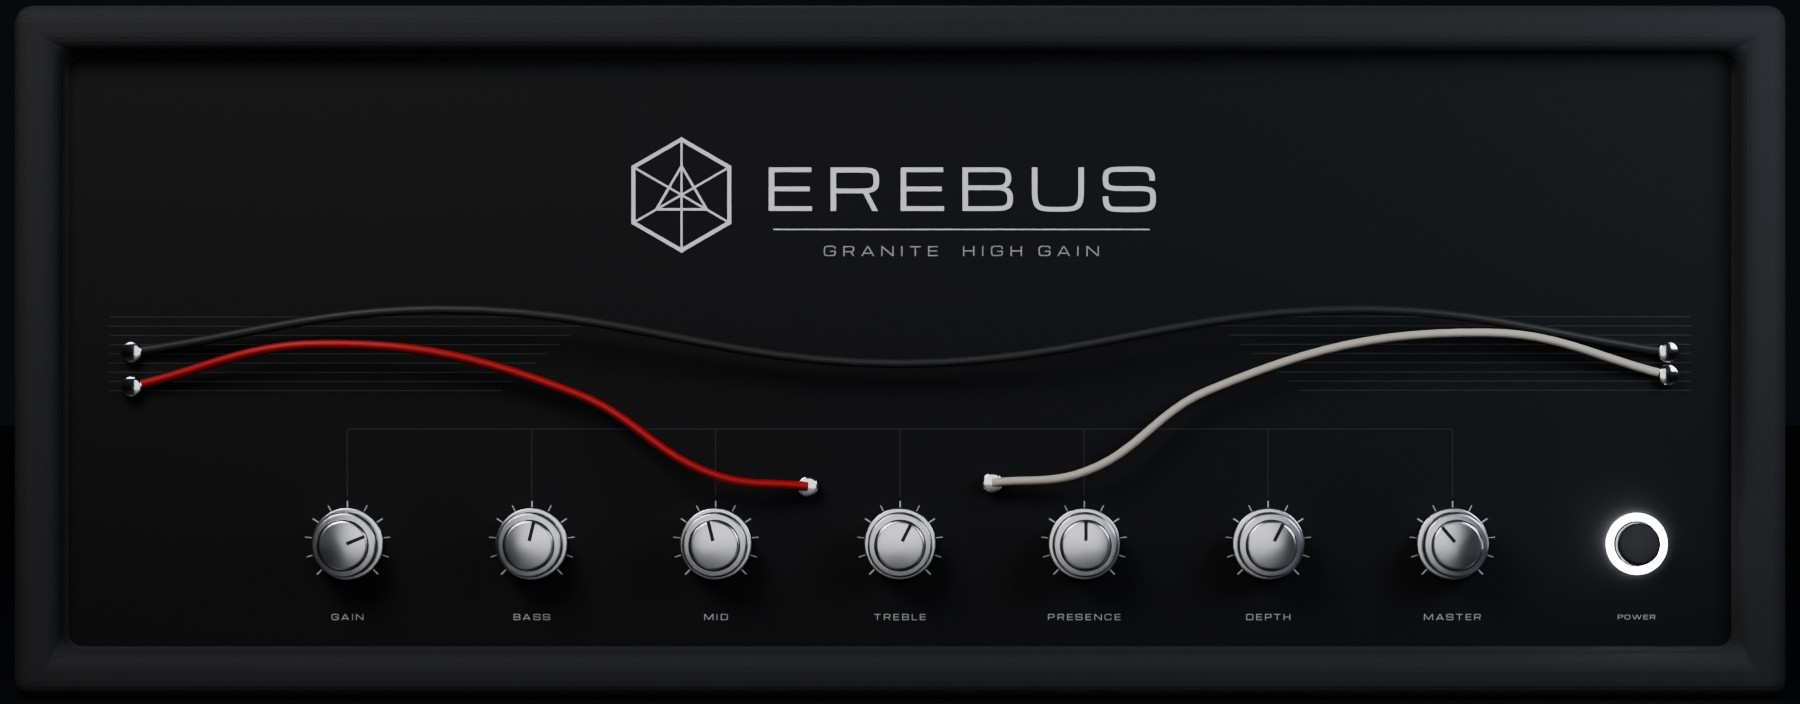 EREBUS
GRANITE HIGH GAIN
GAIN
BASS
MID
TREBLE
PRESENCE
DEPTH
MASTER
POWER